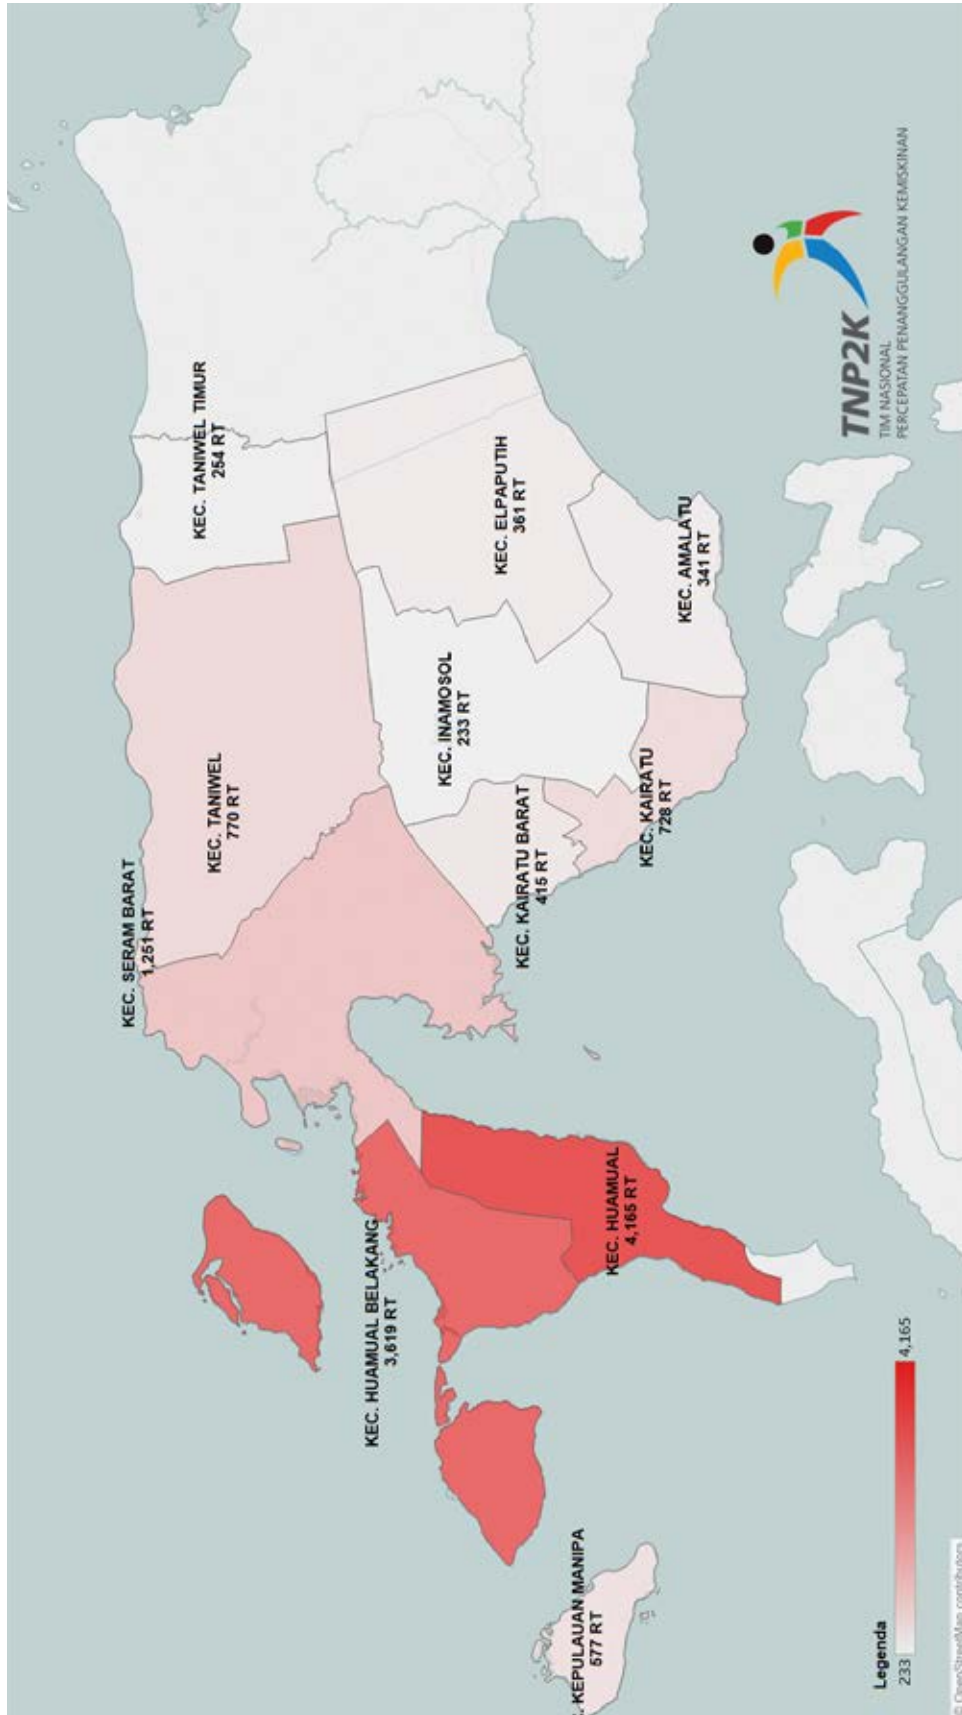 KEC. TANIWEL TIMUR
254 RT
KEC. SERAM BARAT
1,251 RT
KEC. TANIWEL
770 RT
KEC. ELPAPUTIH
361 RT
KEC. INAMOSOL
233 RT
KEC. AMALATU
341 RT
KEC. KAIRATU BARAT
415 RT
KEC. KAIRATU
728 RT
KEC. HUAMUAL BELAKANG
3,619 RT
KEC. HUAMUAL
4,165 RT
. KEPULAUAN MANIPA
577 RT
TNP2K
TIM NASIONAL
PERCEPATAN PENANGGULANGAN KEMISKINAN
Legenda
233 4,165
© OpenStreetMap contributors